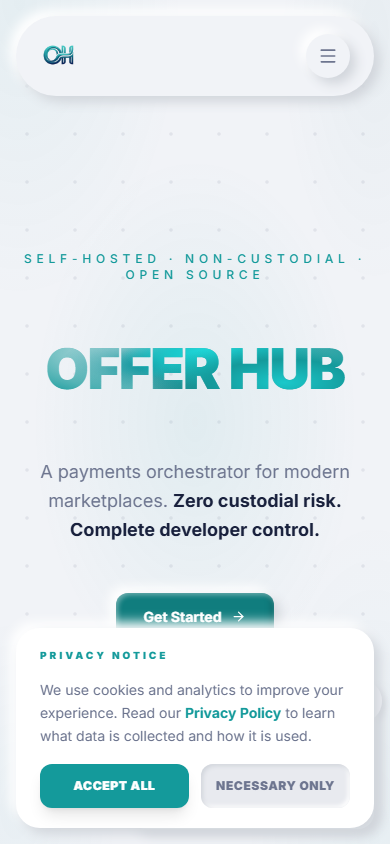 OH
SELF-HOSTED · NON-CUSTODIAL ·
OPEN SOURCE
OFFER HUB
A payments orchestrator for modern
marketplaces. Zero custodial risk.
Complete developer control.
Get Started →
PRIVACY NOTICE
We use cookies and analytics to improve your
experience. Read our Privacy Policy to learn
what data is collected and how it is used.
ACCEPT ALL
NECESSARY ONLY